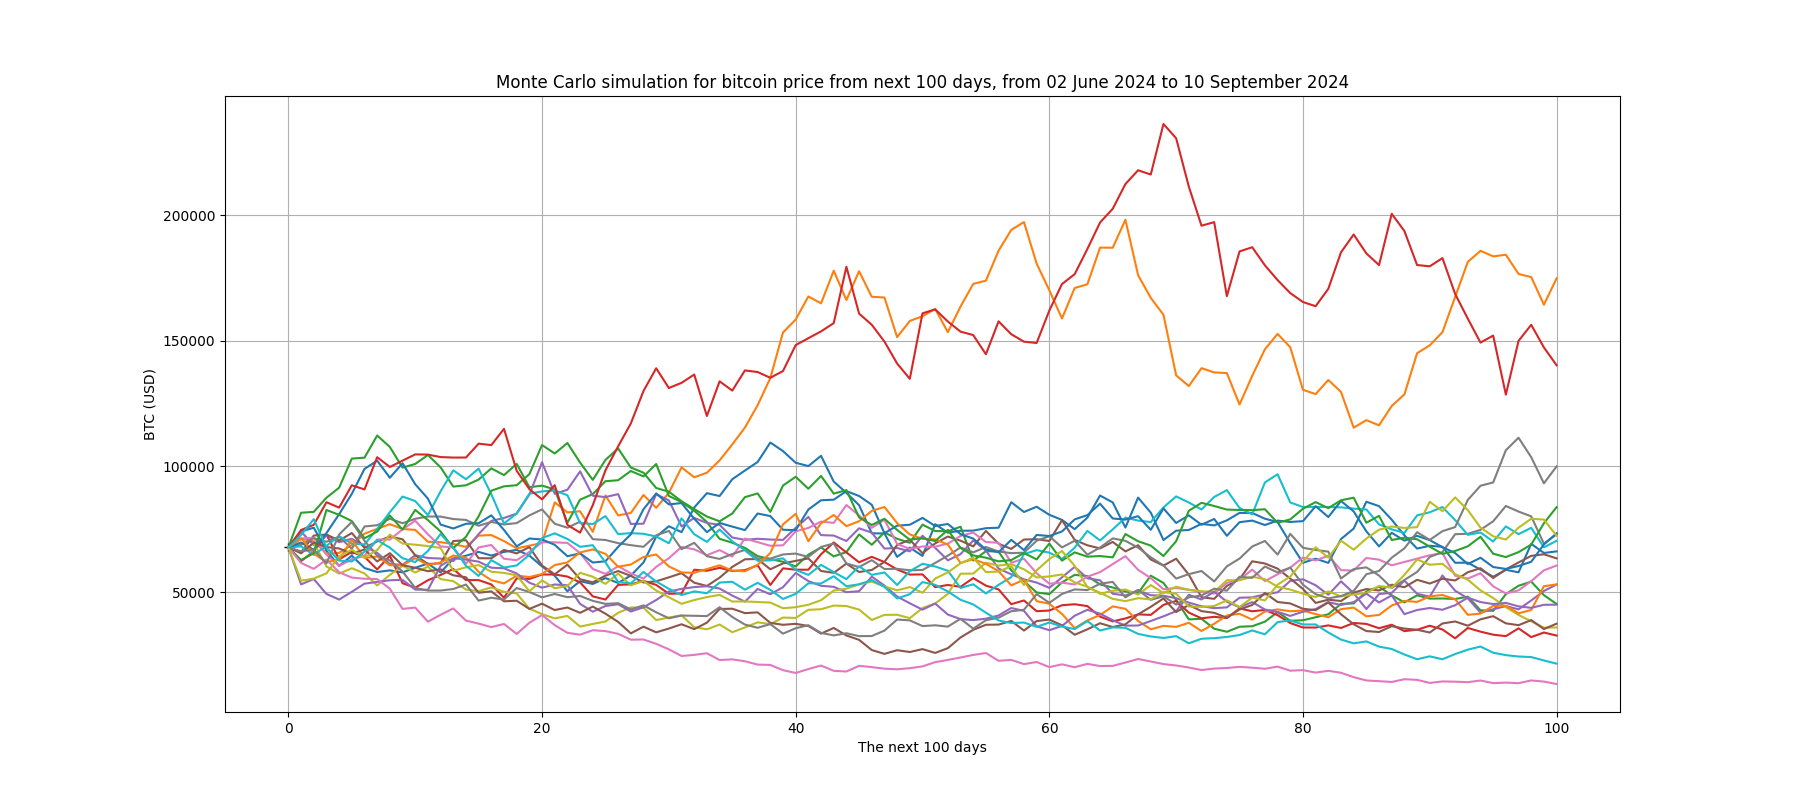 Monte Carlo simulation for bitcoin price from next 100 days, from 02 June 2024 to 10 September 2024
BTC (USD)
200000
150000
100000
50000
0 20 40 60 80 100
The next 100 days